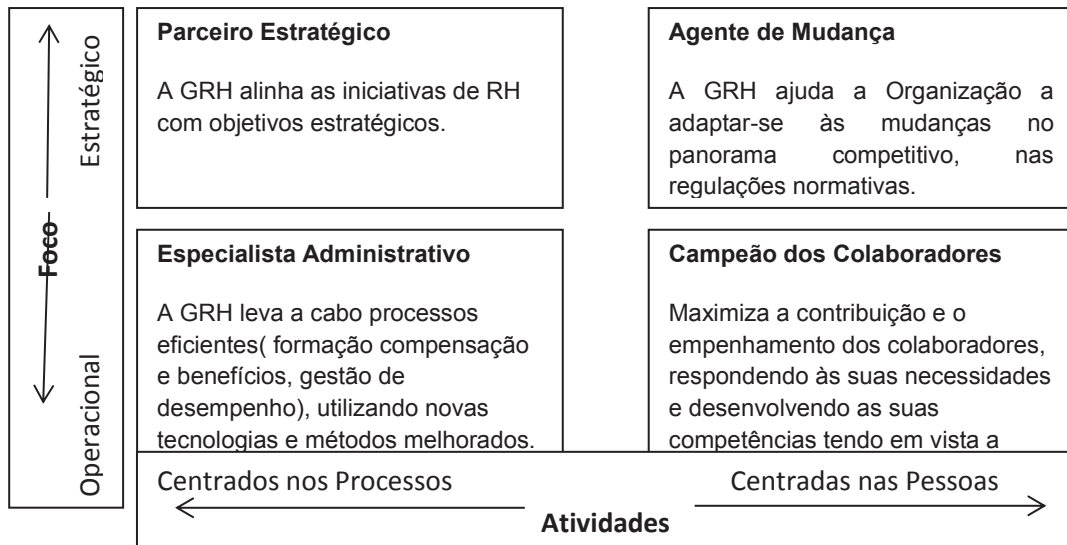 Estratégico
Foco
Operacional
Parceiro Estratégico
A GRH alinha as iniciativas de RH
com objetivos estratégicos.
Agente de Mudança
A GRH ajuda a Organização a
adaptar-se às mudanças no
panorama competitivo, nas
regulações normativas.
Especialista Administrativo
A GRH leva a cabo processos
eficientes( formação compensação
e benefícios, gestão de
desempenho), utilizando novas
tecnologias e métodos melhorados.
Campeão dos Colaboradores
Maximiza a contribuição e o
empenhamento dos colaboradores,
respondendo às suas necessidades
e desenvolvendo as suas
competências tendo em vista a
Centrados nos Processos
Centradas nas Pessoas
Atividades